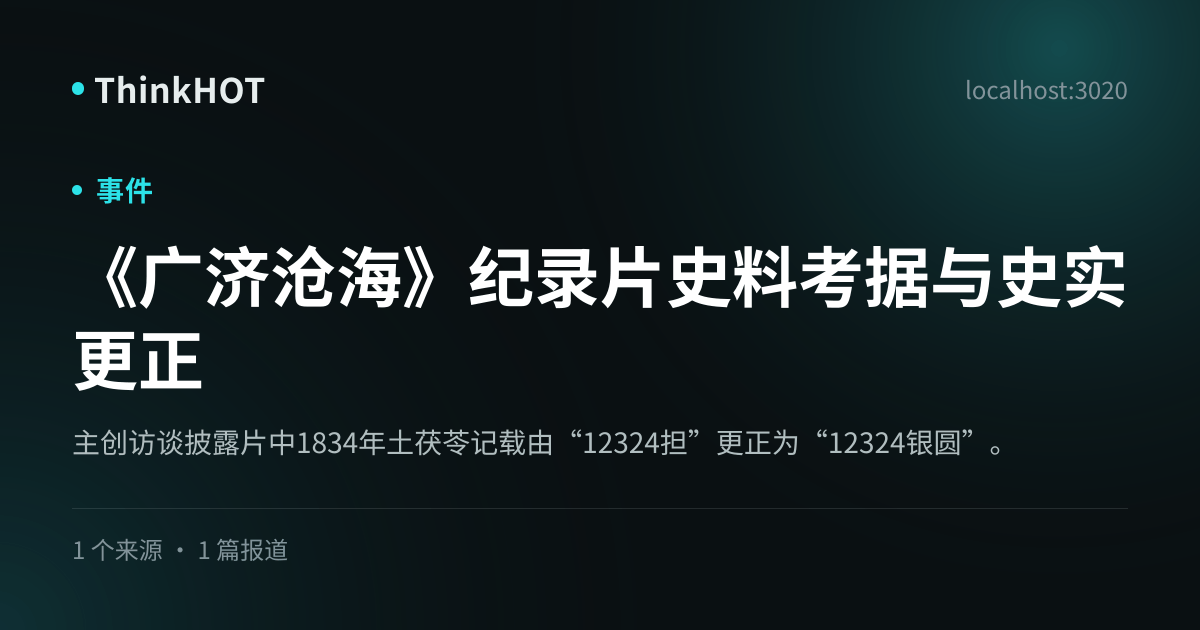 ThinkHOT
localhost:3020
事件
《广济沧海》纪录片史料考据与史实
更正
主创访谈披露片中1834年土茯苓记载由“12324担”更正为“12324银圆”。
1 个来源 · 1 篇报道